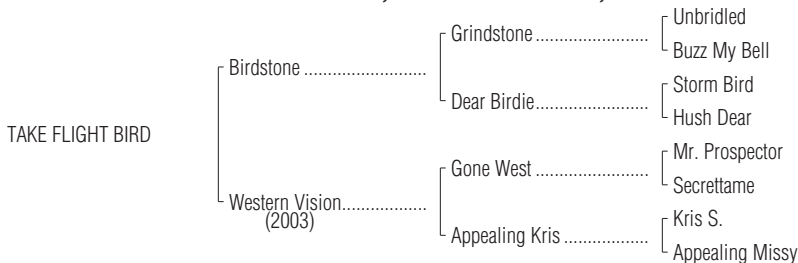 Unbridled
Grindstone ....................
Buzz My Bell
Birdstone ..........................
Storm Bird
Dear Birdie....................
Hush Dear
TAKE FLIGHT BIRD
Mr. Prospector
Gone West ....................
Secrettame
Western Vision..................
(2003)
Kris S.
Appealing Kris ..................
Appealing Missy